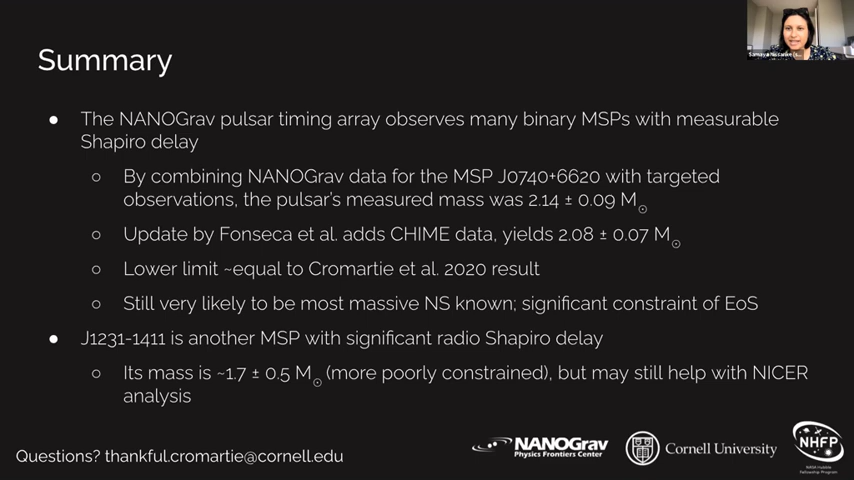 Summary
● The NANOGrav pulsar timing array observes many binary MSPs with measurable
Shapiro delay
○ By combining NANOGrav data for the MSP J0740+6620 with targeted
observations, the pulsar's measured mass was 2.14 ± 0.09 M☉
○ Update by Fonseca et al. adds CHIME data, yields 2.08 ± 0.07 M☉
○ Lower limit ~equal to Cromartie et al. 2020 result
○ Still very likely to be most massive NS known; significant constraint of EoS
● J1231-1411 is another MSP with significant radio Shapiro delay
○ Its mass is ~1.7 ± 0.5 M☉ (more poorly constrained), but may still help with NICER
analysis
Questions? thankful.cromartie@cornell.edu
NANOGrav
Physics Frontiers Center
Cornell University
NHFP
Fellowship Program